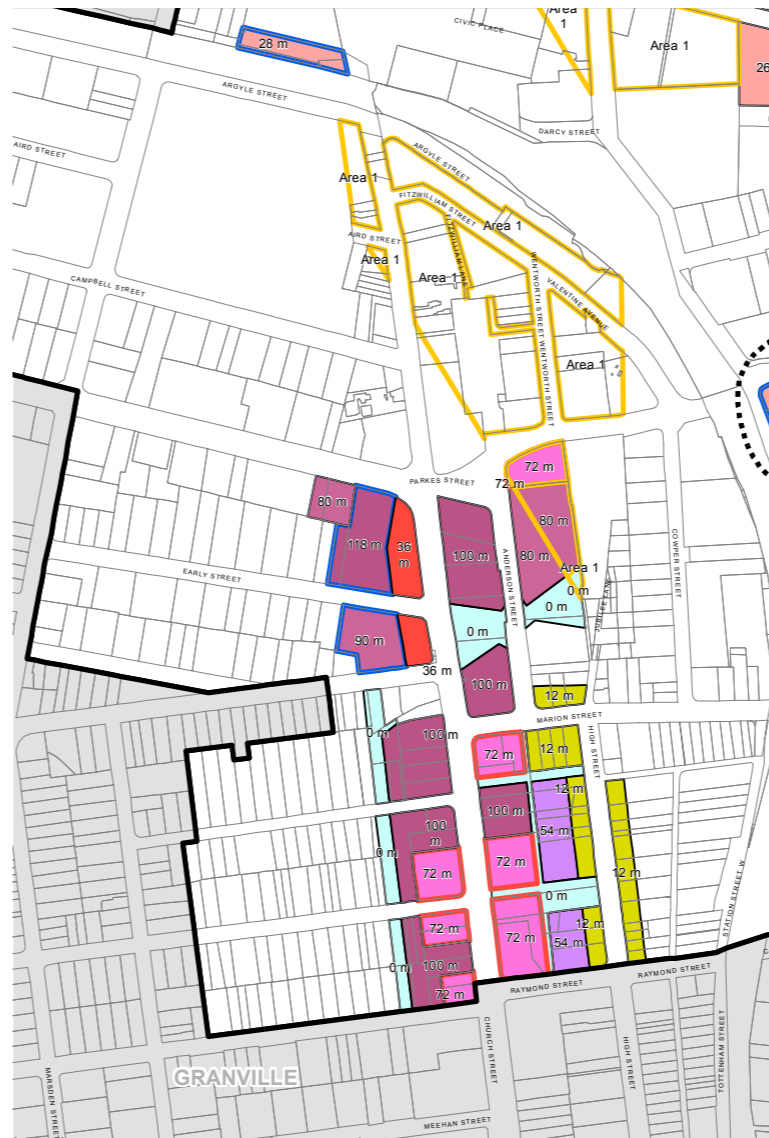 CIVIC PLACE
Area
1
Area 1
28 m
26
ARGYLE STREET
DARCY STREET
AIRD STREET
ARGYLE STREET
Area 1
FITZWILLIAM STREET
Area 1
FITZWILLIAM LANE
AIRD STREET
Area 1
Area 1
WENTWORTH STREET
WENTWORTH STREET
VALENTINE AVENUE
CAMPBELL STREET
Area 1
72 m
PARKES STREET
72 m
80 m
80 m
118 m
36
m
100 m
80 m
ANDERSON STREET
Area 1
COWPER STREET
EARLY STREET
0 m
0 m
JUBILEE LANE
0 m
90 m
36 m
100 m
12 m
MARION STREET
0 m
100 m
72 m
12 m
HIGH STREET
12 m
100 m
100
m
54 m
0 m
72 m
72 m
12 m
0 m
STATION STREET W
72 m
72 m
12 m
54 m
0 m
100 m
72 m
RAYMOND STREET
RAYMOND STREET
GRANVILLE
MARSDEN STREET
CHURCH STREET
HIGH STREET
TOTTENHAM STREET
MEEHAN STREET